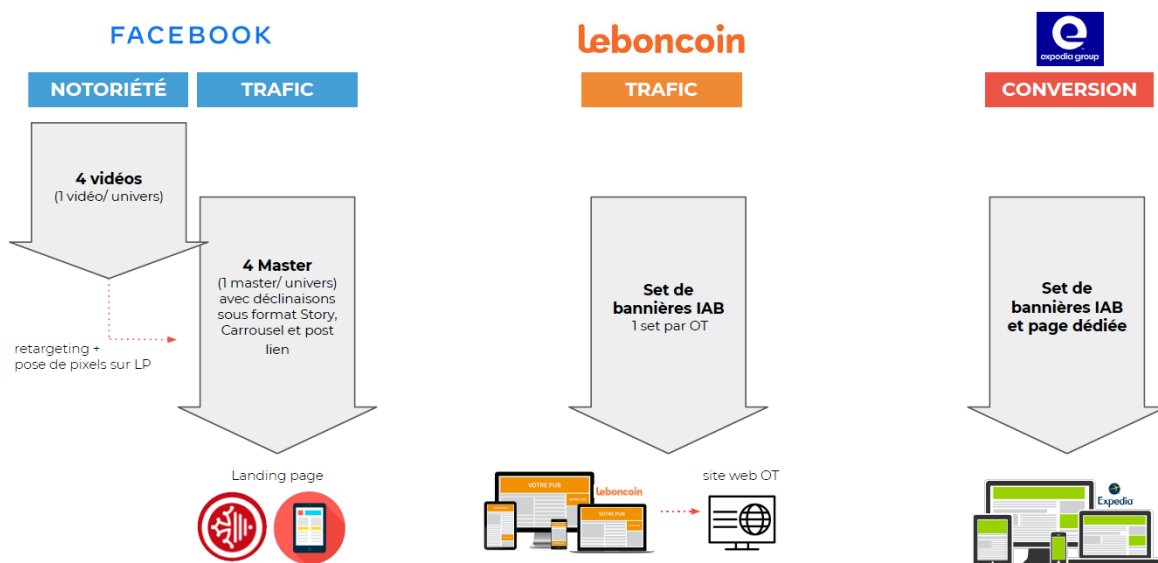 FACEBOOK
NOTORIÉTÉ
TRAFIC
4 vidéos
(1 vidéo/ univers)
4 Master
(1 master/ univers)
avec déclinaisons
sous format Story,
Carrousel et post
lien
retargeting +
pose de pixels sur LP
Landing page
leboncoin
TRAFIC
Set de
bannières IAB
1 set par OT
VOTRE PUB
leboncoin
VOTRE PUB
site web OT
expedia group
CONVERSION
Set de
bannières IAB
et page dédiée
Expedia